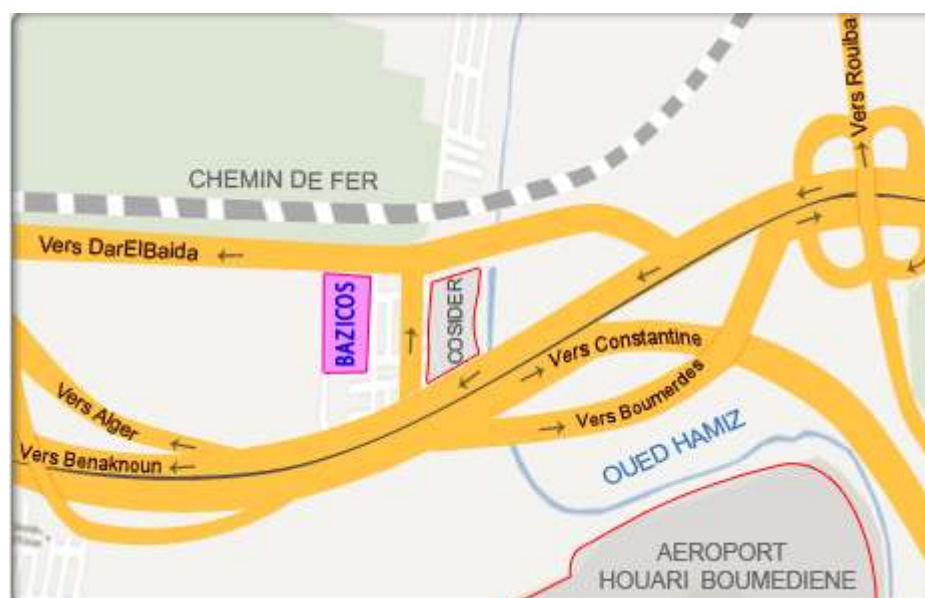 Vers Rouiba
CHEMIN DE FER
Vers DarElBaida
BAZICOS
COSIDER
Vers Constantine
Vers Boumerdes
Vers Alger
Vers Benaknoun
OUED HAMIZ
AEROPORT
HOUARI BOUMEDIENE